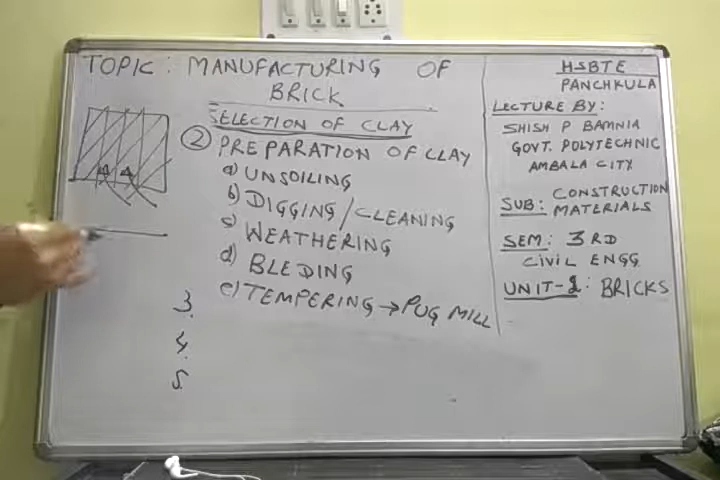 TOPIC: MANUFACTURING OF
BRICK
SELECTION OF CLAY
② PREPARATION OF CLAY
a) UNSOILING
b) DIGGING/CLEANING
c) WEATHERING
d) BLEDING
e) TEMPERING → PUG MILL
3.
4.
5.
HSBTE
PANCHKULA
LECTURE BY:
SHISH P BAMNIA
GOVT. POLYTECHNIC
AMBALA CITY
SUB: CONSTRUCTION
MATERIALS
SEM: 3RD
CIVIL ENGG
UNIT-1: BRICKS